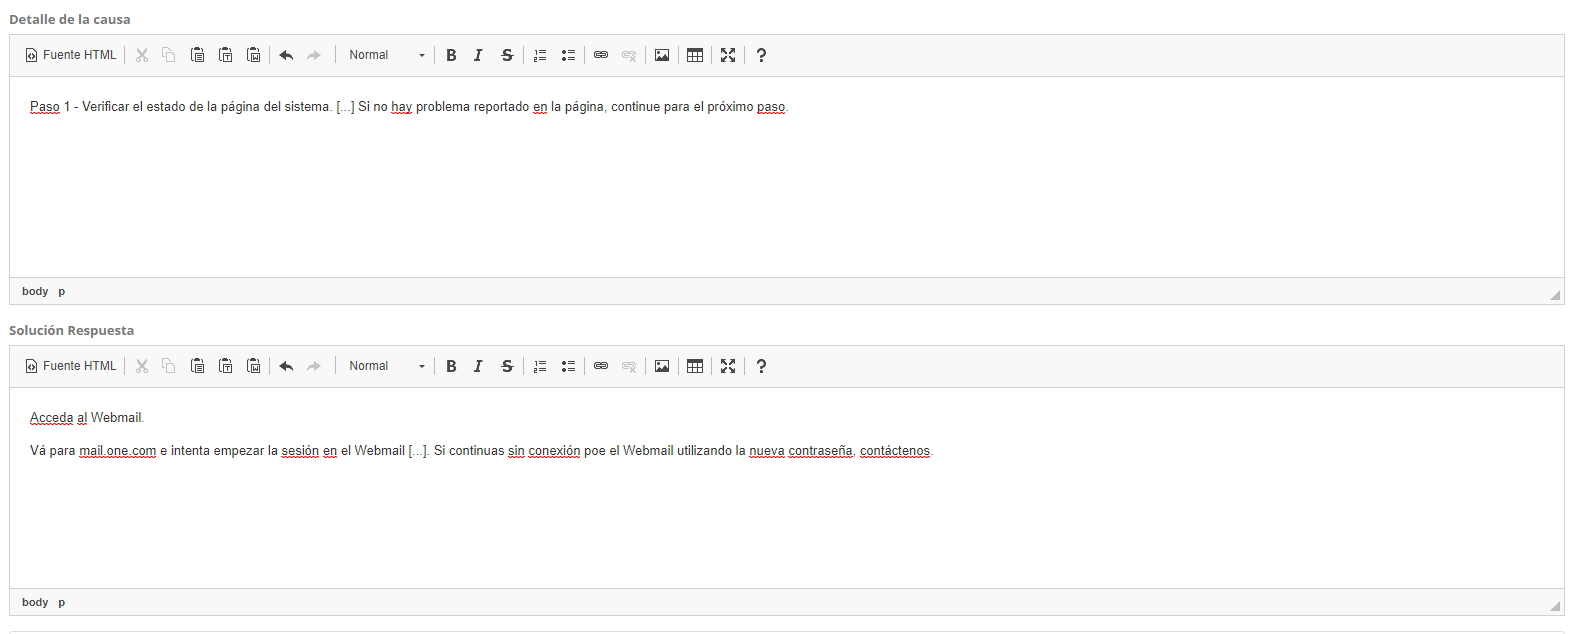 Detalle de la causa
Fuente HTML Normal B I S ?
Paso 1 - Verificar el estado de la página del sistema. [...] Si no hay problema reportado en la página, continue para el próximo paso.
body p
Solución Respuesta
Fuente HTML Normal B I S ?
Acceda al Webmail.
Vá para mail.one.com e intenta empezar la sesión en el Webmail [...]. Si continuas sin conexión poe el Webmail utilizando la nueva contraseña, contáctenos.
body p